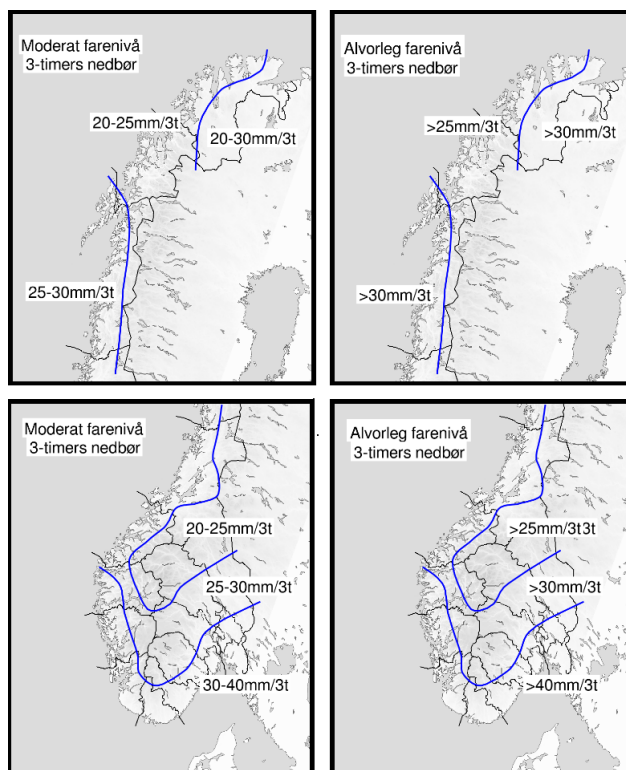 Moderat farenivå
3-timers nedbør
20-25mm/3t
20-30mm/3t
25-30mm/3t
Alvorleg farenivå
3-timers nedbør
>25mm/3t
>30mm/3t
>30mm/3t
Moderat farenivå
3-timers nedbør
20-25mm/3t
25-30mm/3t
30-40mm/3t
Alvorleg farenivå
3-timers nedbør
>25mm/3t3t
>30mm/3t
>40mm/3t